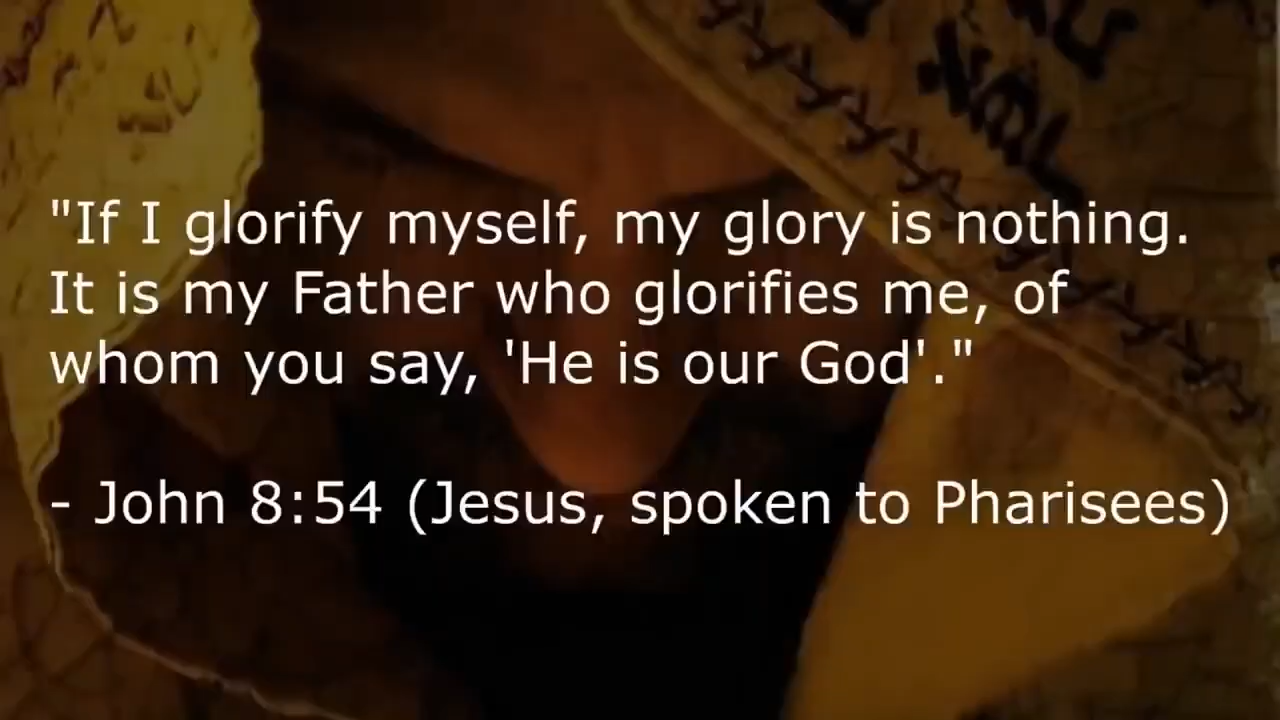 "If I glorify myself, my glory is nothing.
It is my Father who glorifies me, of
whom you say, 'He is our God'."
- John 8:54 (Jesus, spoken to Pharisees)